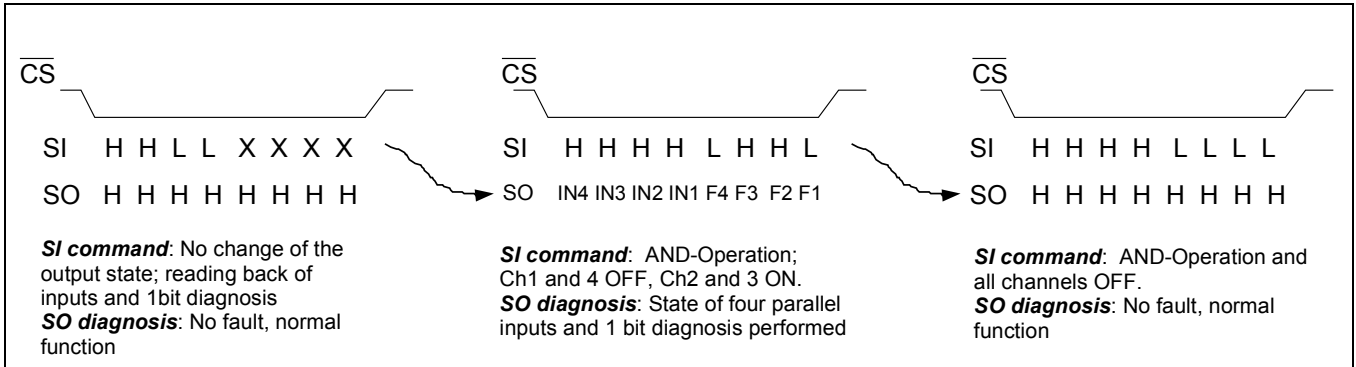 CS CS CS
SI H H L L X X X X
SO H H H H H H H H
SI command: No change of the
output state; reading back of
inputs and 1bit diagnosis
SO diagnosis: No fault, normal
function
SI H H H H L H H L
SO IN4 IN3 IN2 IN1 F4 F3 F2 F1
SI command: AND-Operation;
Ch1 and 4 OFF, Ch2 and 3 ON.
SO diagnosis: State of four parallel
inputs and 1 bit diagnosis performed
SI H H H H L L L L
SO H H H H H H H H
SI command: AND-Operation and
all channels OFF.
SO diagnosis: No fault, normal
function